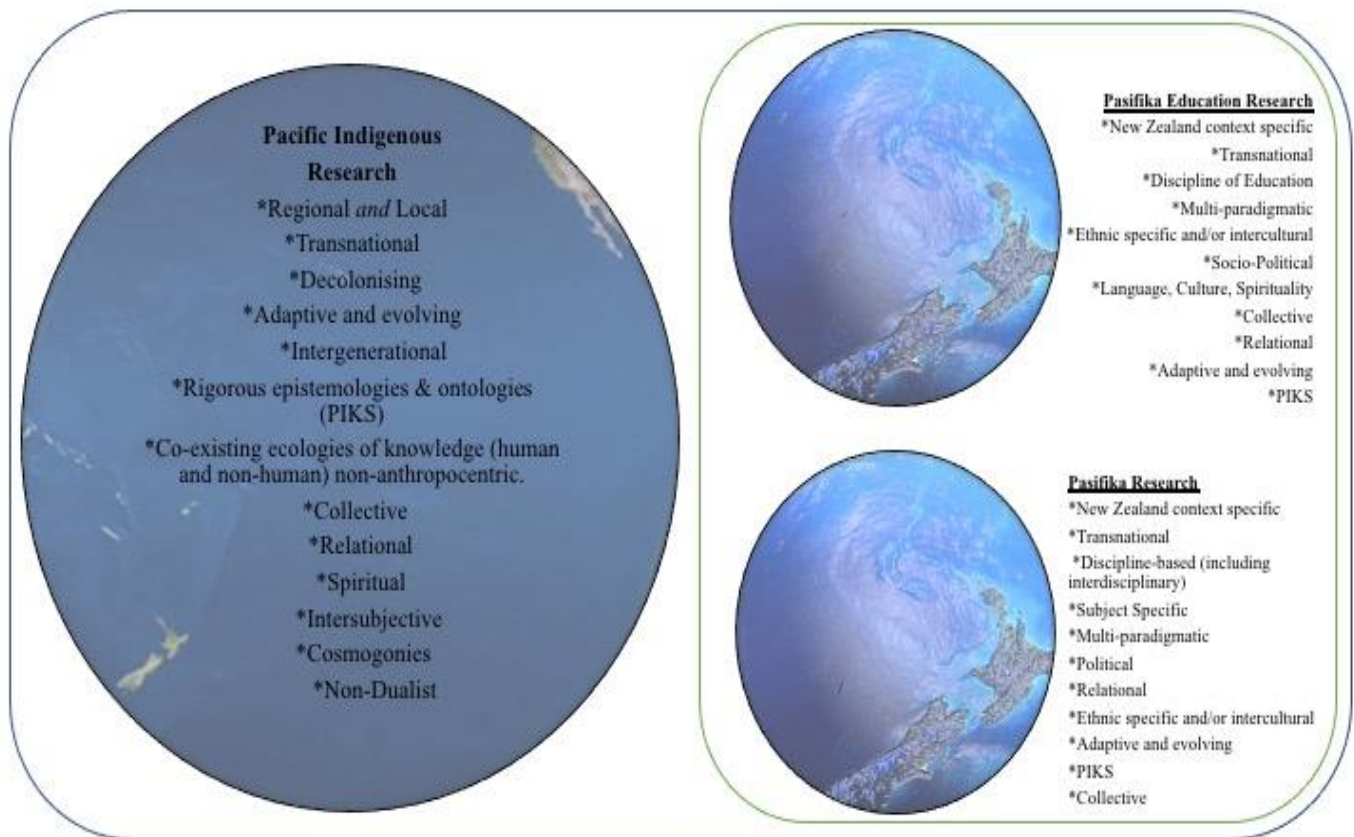 Pacific Indigenous
Research
*Regional and Local
*Transnational
*Decolonising
*Adaptive and evolving
*Intergenerational
*Rigorous epistemologies & ontologies
(PIKS)
*Co-existing ecologies of knowledge (human
and non-human) non-anthropocentric.
*Collective
*Relational
*Spiritual
*Intersubjective
*Cosmogonies
*Non-Dualist
Pasifika Education Research
*New Zealand context specific
*Transnational
*Discipline of Education
*Multi-paradigmatic
*Ethnic specific and/or intercultural
*Socio-Political
*Language, Culture, Spirituality
*Collective
*Relational
*Adaptive and evolving
*PIKS
Pasifika Research
*New Zealand context specific
*Transnational
*Discipline-based (including
interdisciplinary)
*Subject Specific
*Multi-paradigmatic
*Political
*Relational
*Ethnic specific and/or intercultural
*Adaptive and evolving
*PIKS
*Collective